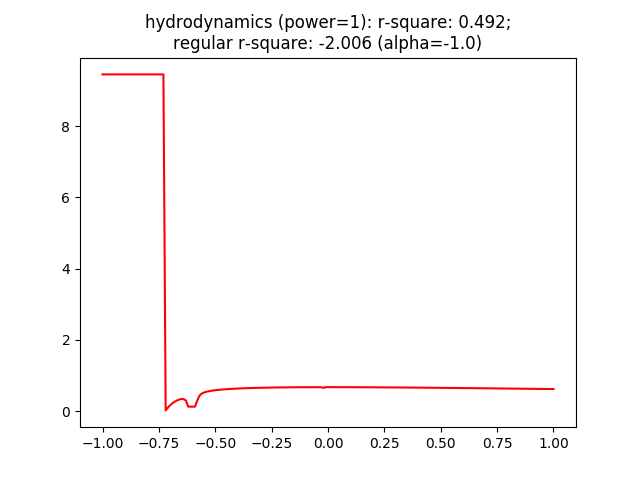 hydrodynamics (power=1): r-square: 0.492;
regular r-square: -2.006 (alpha=-1.0)
8
6
4
2
0
−1.00 −0.75 −0.50 −0.25 0.00 0.25 0.50 0.75 1.00